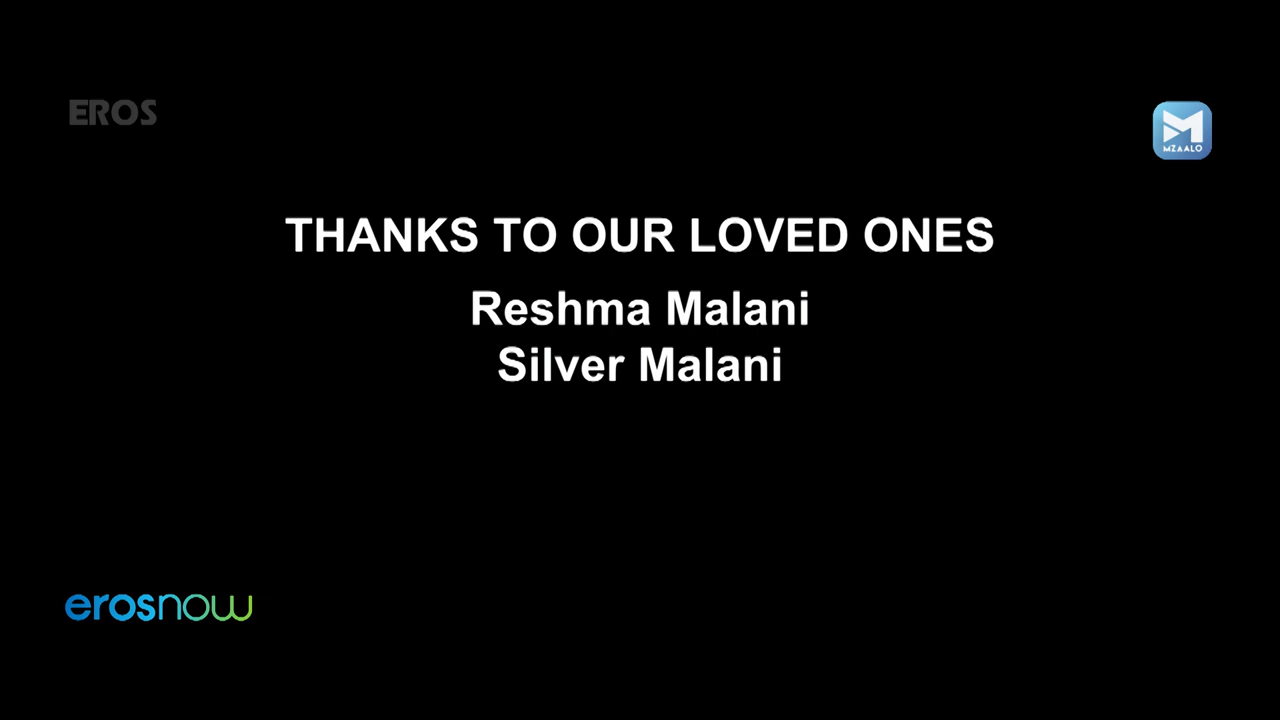 EROS
MZAALO
THANKS TO OUR LOVED ONES
Reshma Malani
Silver Malani
erosnow